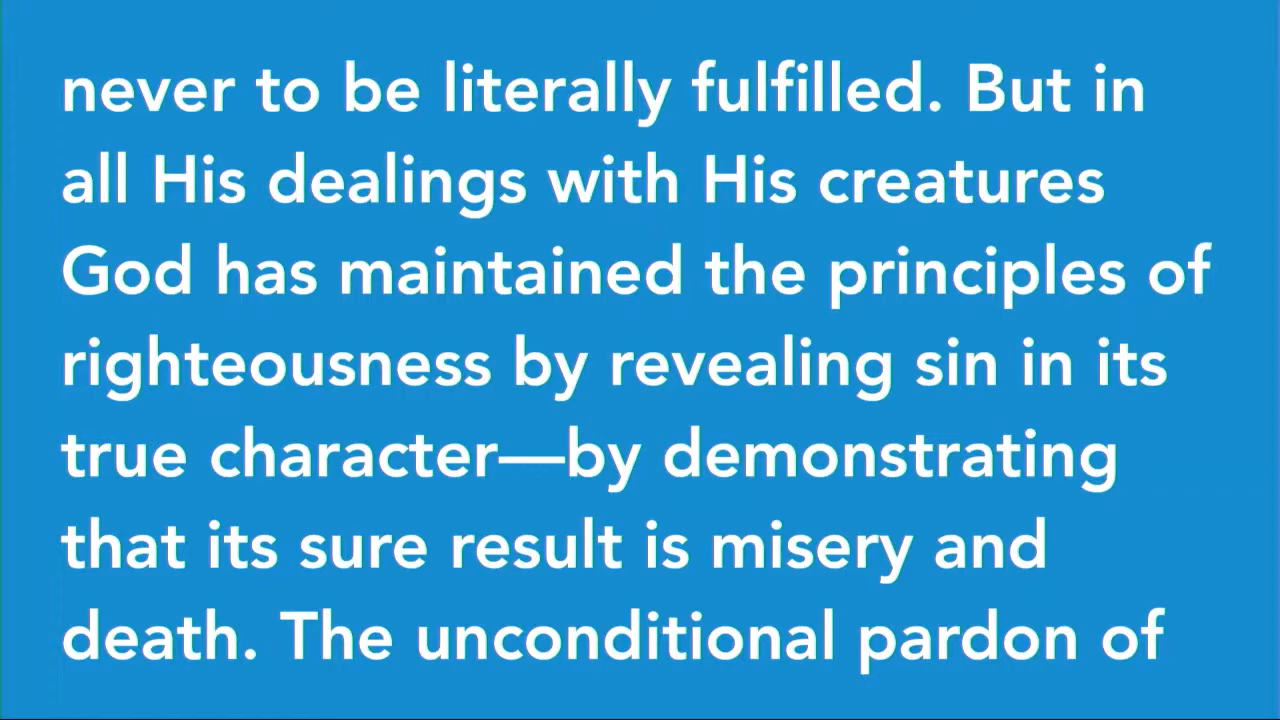 never to be literally fulfilled. But in
all His dealings with His creatures
God has maintained the principles of
righteousness by revealing sin in its
true character—by demonstrating
that its sure result is misery and
death. The unconditional pardon of